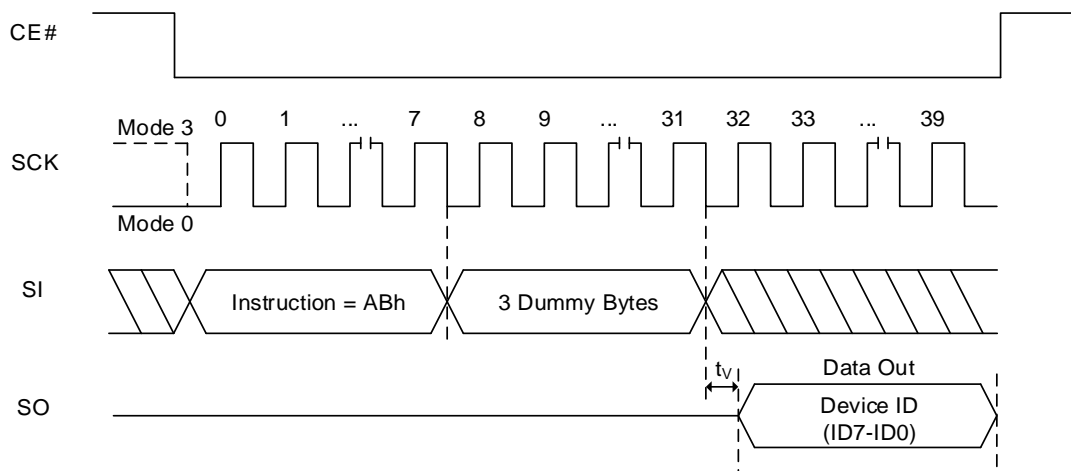 CE#
Mode 3
0 1 ... 7 8 9 ... 31 32 33 ... 39
SCK
Mode 0
SI
Instruction = ABh
3 Dummy Bytes
tV
Data Out
SO
Device ID
(ID7-ID0)